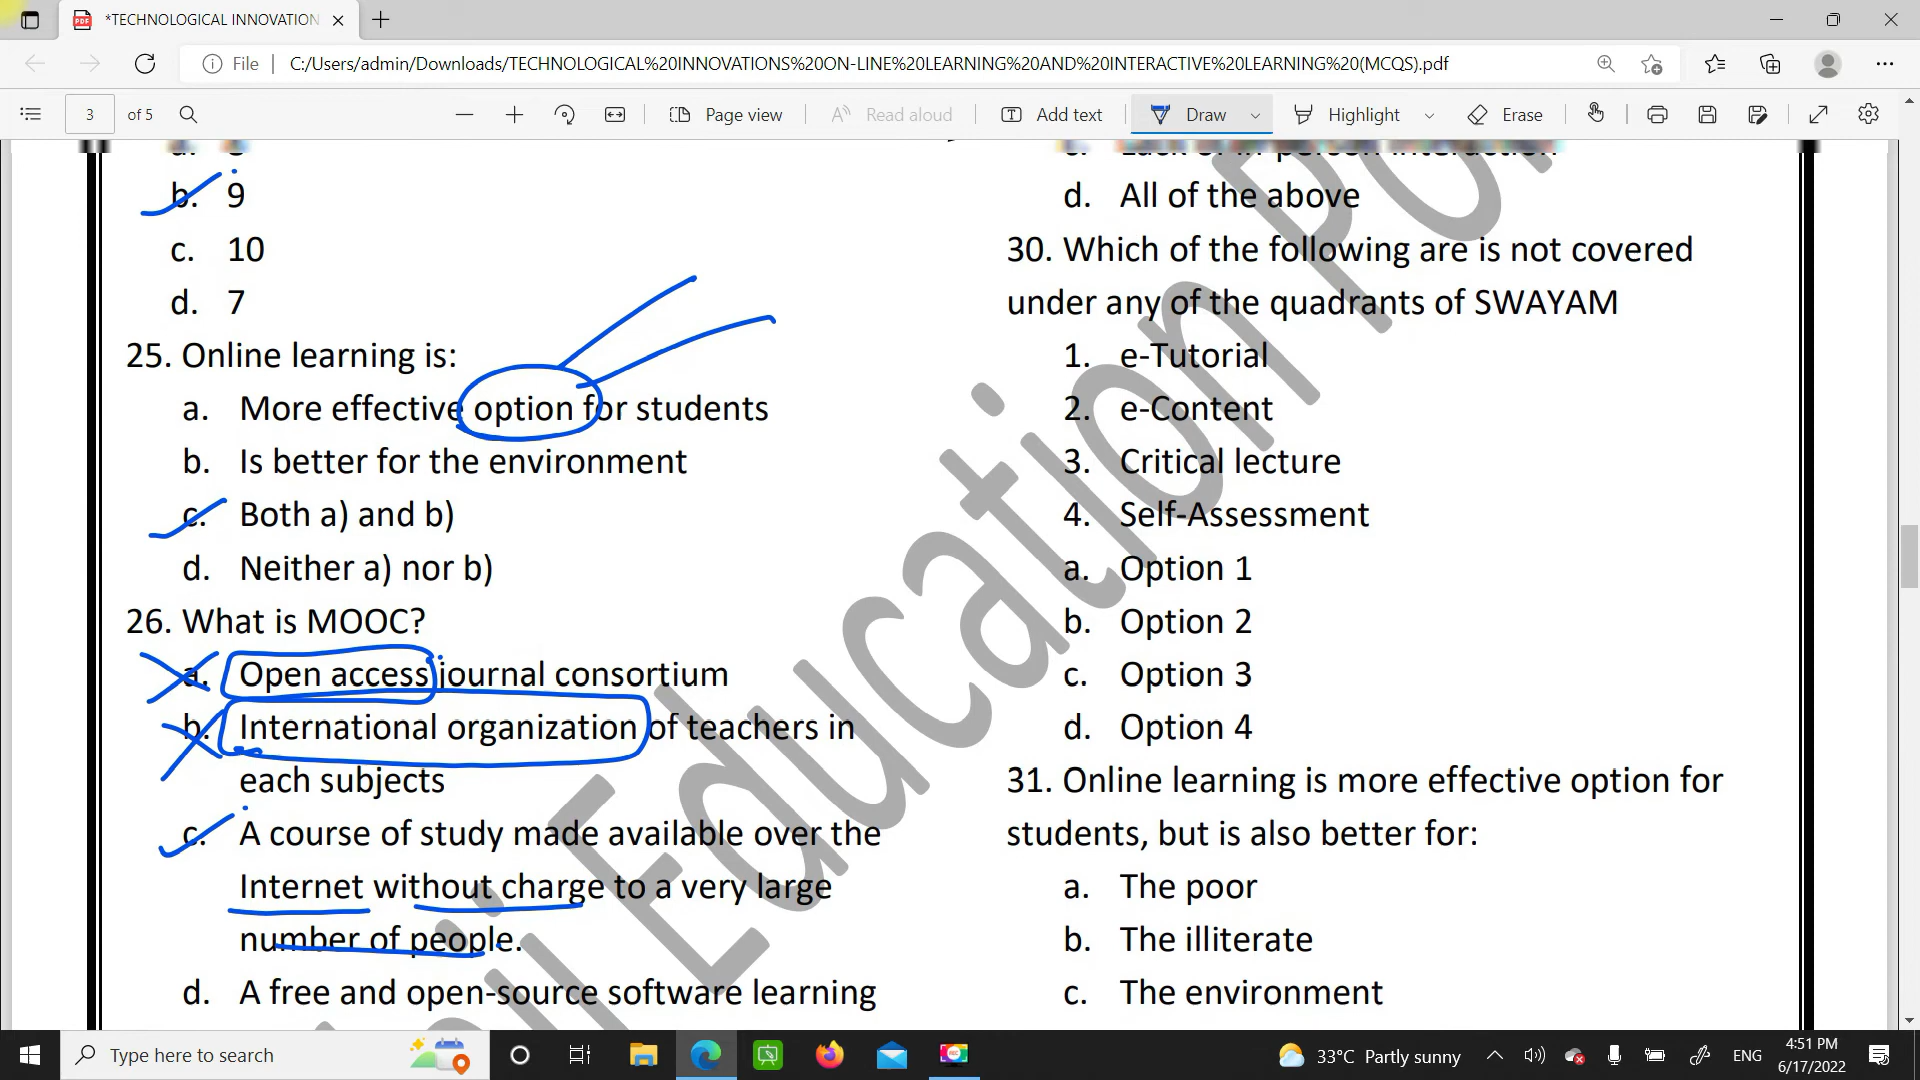 *TECHNOLOGICAL INNOVATION
File
C:/Users/admin/Downloads/TECHNOLOGICAL%20INNOVATIONS%20ON-LINE%20LEARNING%20AND%20INTERACTIVE%20LEARNING%20(MCQS).pdf
3 of 5
Page view
Read aloud
Add text
Draw
Highlight
Erase
b. 9
c. 10
d. 7
25. Online learning is:
a. More effective option for students
b. Is better for the environment
c. Both a) and b)
d. Neither a) nor b)
26. What is MOOC?
a. Open access journal consortium
b. International organization of teachers in
each subjects
c. A course of study made available over the
Internet without charge to a very large
number of people.
d. A free and open-source software learning
c. Lack of in-person interaction
d. All of the above
30. Which of the following are is not covered
under any of the quadrants of SWAYAM
1. e-Tutorial
2. e-Content
3. Critical lecture
4. Self-Assessment
a. Option 1
b. Option 2
c. Option 3
d. Option 4
31. Online learning is more effective option for
students, but is also better for:
a. The poor
b. The illiterate
c. The environment
Education
Type here to search
33°C Partly sunny
ENG
4:51 PM
6/17/2022